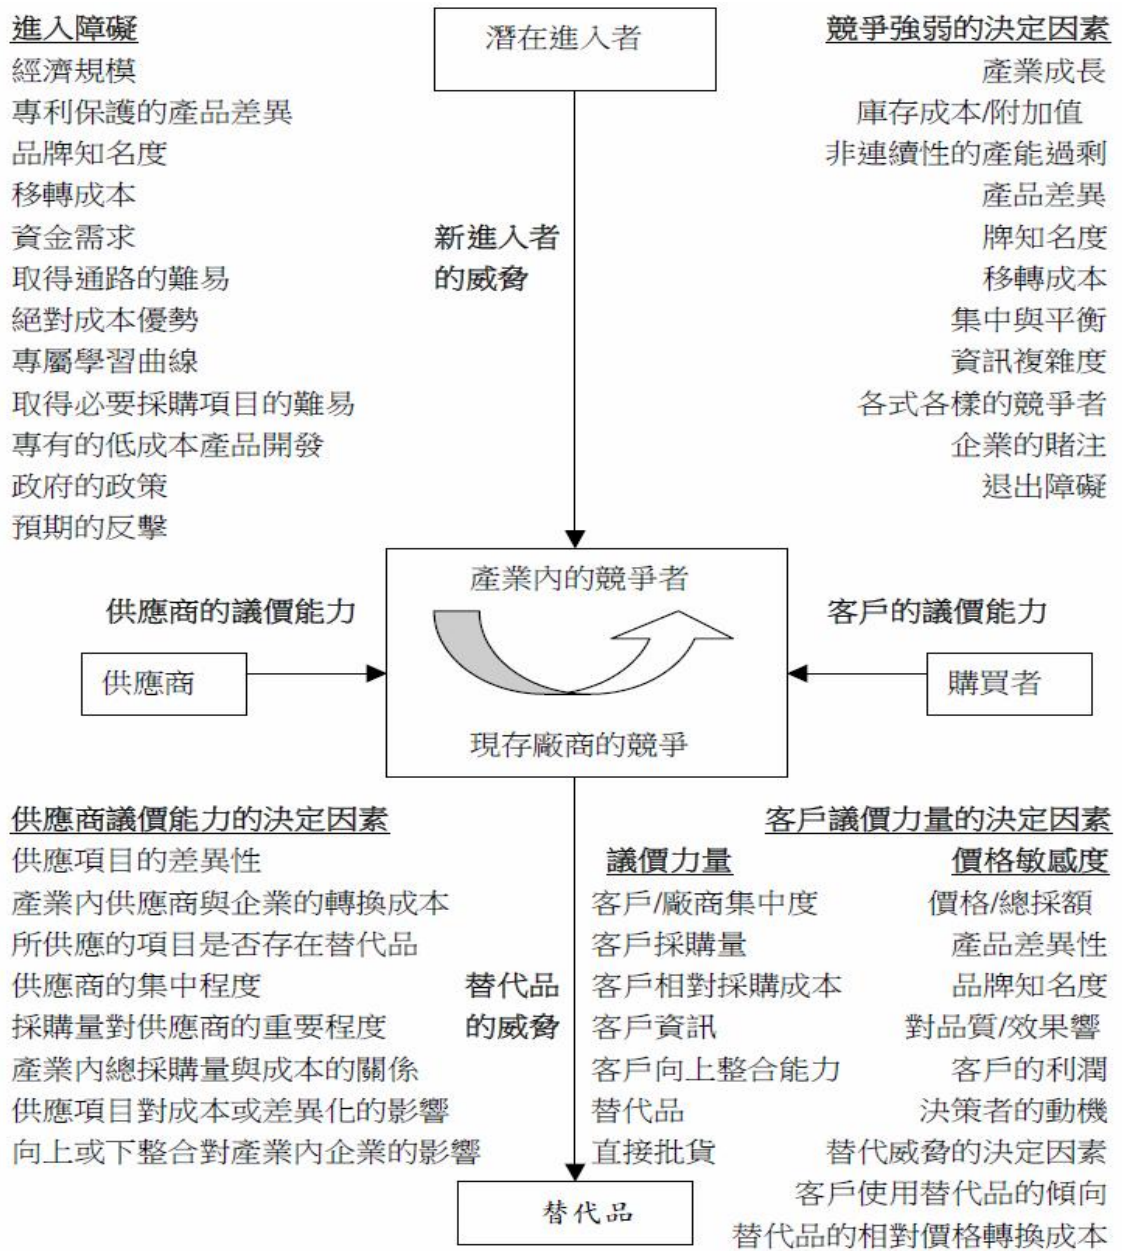 進入障礙
經濟規模
專利保護的產品差異
品牌知名度
移轉成本
資金需求
取得通路的難易
絕對成本優勢
專屬學習曲線
取得必要採購項目的難易
專有的低成本產品開發
政府的政策
預期的反擊
潛在進入者
新進入者
的威脅
競爭強弱的決定因素
產業成長
庫存成本/附加值
非連續性的產能過剩
產品差異
牌知名度
移轉成本
集中與平衡
資訊複雜度
各式各樣的競爭者
企業的賭注
退出障礙
供應商的議價能力
供應商
產業內的競爭者
現存廠商的競爭
客戶的議價能力
購買者
供應商議價能力的決定因素
供應項目的差異性
產業內供應商與企業的轉換成本
所供應的項目是否存在替代品
供應商的集中程度
採購量對供應商的重要程度
產業內總採購量與成本的關係
供應項目對成本或差異化的影響
向上或下整合對產業內企業的影響
替代品
的威脅
替代品
客戶議價力量的決定因素
議價力量
客戶/廠商集中度
客戶採購量
客戶相對採購成本
客戶資訊
客戶向上整合能力
替代品
直接批貨
價格敏感度
價格/總採額
產品差異性
品牌知名度
對品質/效果響
客戶的利潤
決策者的動機
替代威脅的決定因素
客戶使用替代品的傾向
替代品的相對價格轉換成本